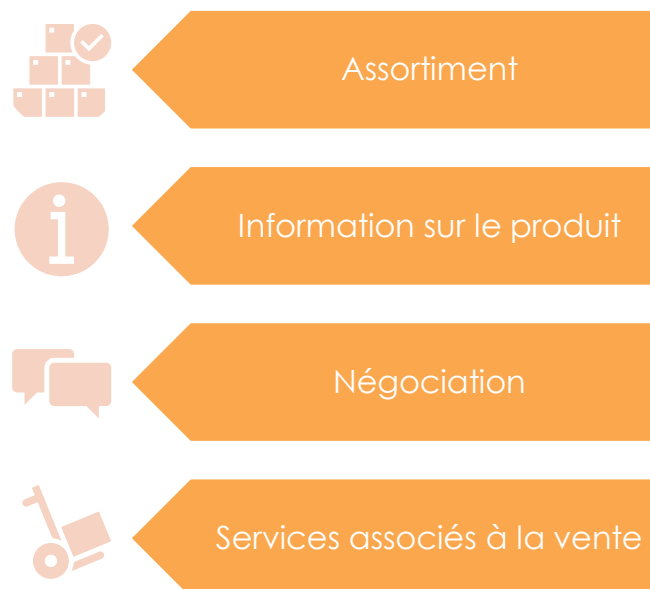 Assortiment
Information sur le produit
Négociation
Services associés à la vente